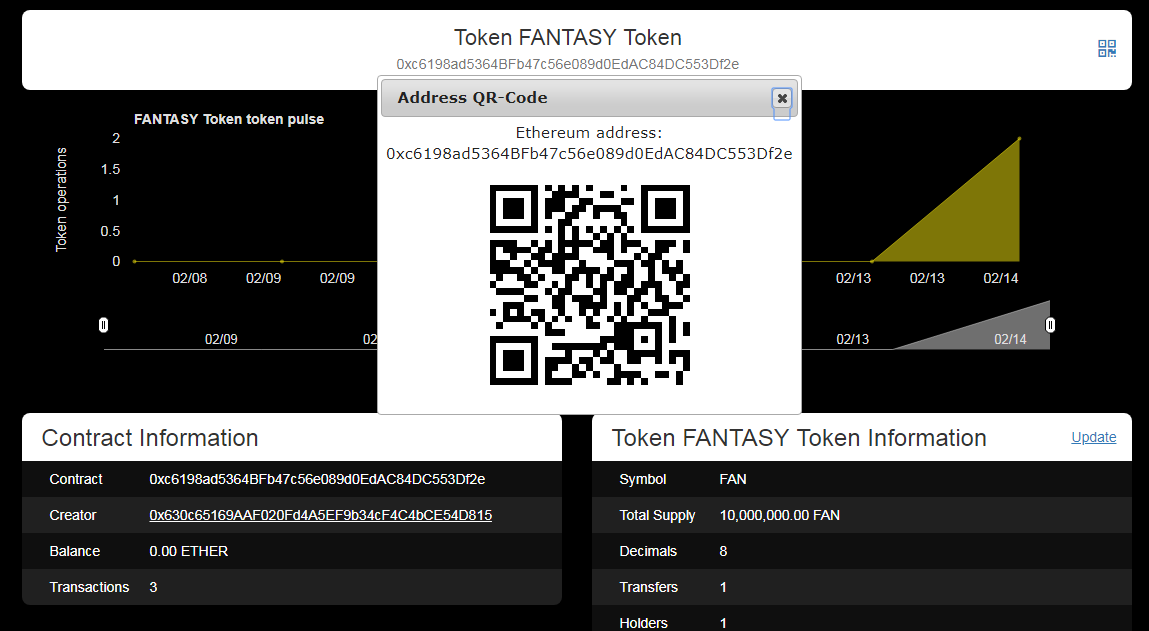 Token FANTASY Token
0xc6198ad5364BFb47c56e089d0EdAC84DC553Df2e
Address QR-Code
Ethereum address:
0xc6198ad5364BFb47c56e089d0EdAC84DC553Df2e
FANTASY Token token pulse
Token operations
2
1.5
1
0.5
0
02/08 02/09 02/09 02/13 02/13 02/14
02/09 02 02/13 02/14
Contract Information
Contract 0xc6198ad5364BFb47c56e089d0EdAC84DC553Df2e
Creator 0x630c65169AAF020Fd4A5EF9b34cF4C4bCE54D815
Balance 0.00 ETHER
Transactions 3
Token FANTASY Token Information Update
Symbol FAN
Total Supply 10,000,000.00 FAN
Decimals 8
Transfers 1
Holders 1